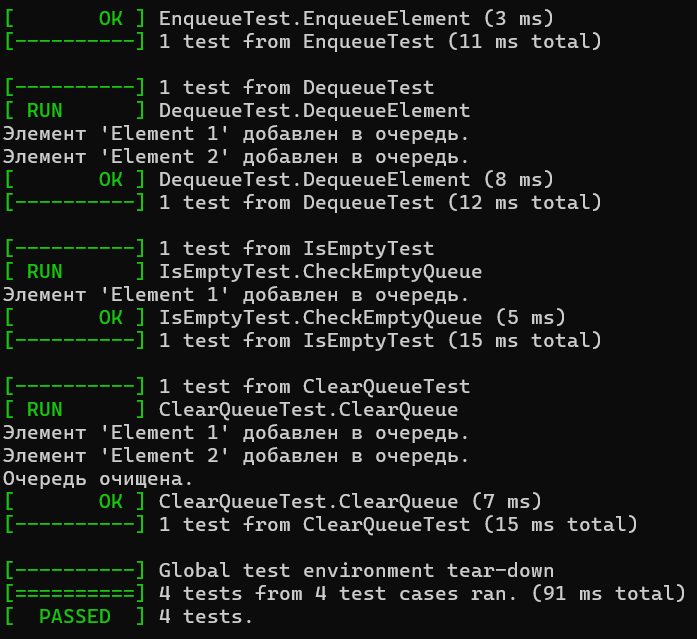 [       OK ] EnqueueTest.EnqueueElement (3 ms)
[----------] 1 test from EnqueueTest (11 ms total)

[----------] 1 test from DequeueTest
[ RUN      ] DequeueTest.DequeueElement
Элемент 'Element 1' добавлен в очередь.
Элемент 'Element 2' добавлен в очередь.
[       OK ] DequeueTest.DequeueElement (8 ms)
[----------] 1 test from DequeueTest (12 ms total)

[----------] 1 test from IsEmptyTest
[ RUN      ] IsEmptyTest.CheckEmptyQueue
Элемент 'Element 1' добавлен в очередь.
[       OK ] IsEmptyTest.CheckEmptyQueue (5 ms)
[----------] 1 test from IsEmptyTest (15 ms total)

[----------] 1 test from ClearQueueTest
[ RUN      ] ClearQueueTest.ClearQueue
Элемент 'Element 1' добавлен в очередь.
Элемент 'Element 2' добавлен в очередь.
Очередь очищена.
[       OK ] ClearQueueTest.ClearQueue (7 ms)
[----------] 1 test from ClearQueueTest (15 ms total)

[----------] Global test environment tear-down
[==========] 4 tests from 4 test cases ran. (91 ms total)
[  PASSED  ] 4 tests.